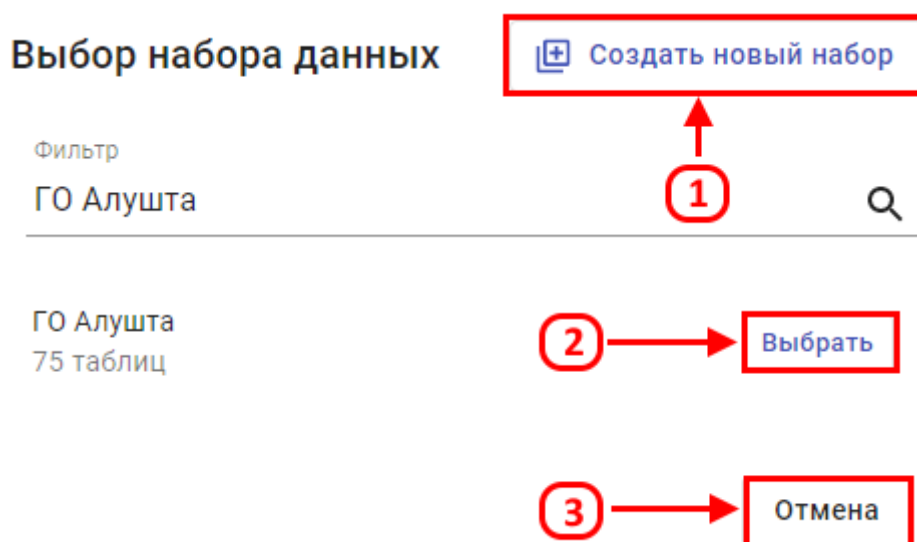 Выбор набора данных
Создать новый набор
Фильтр
ГО Алушта
1
ГО Алушта
75 таблиц
2
Выбрать
3
Отмена